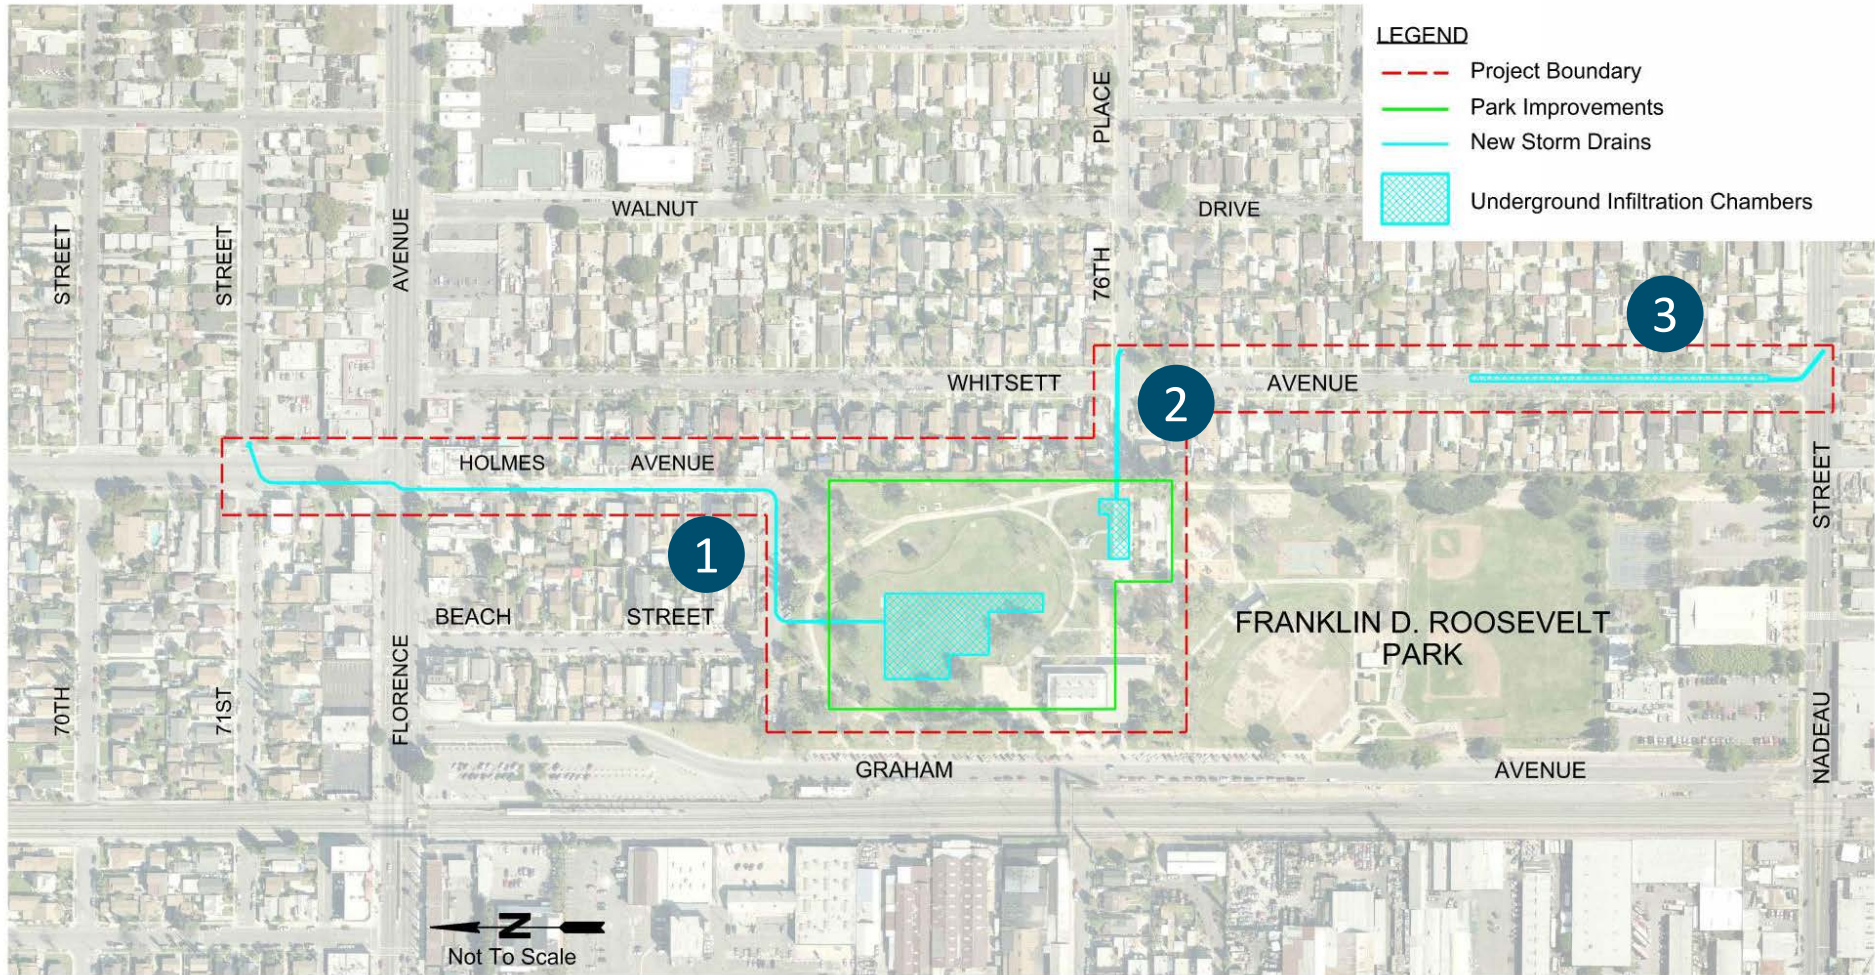 LEGEND
Project Boundary
Park Improvements
New Storm Drains
Underground Infiltration Chambers
PLACE
WALNUT
DRIVE
STREET
STREET
AVENUE
76TH
3
WHITSETT
AVENUE
2
HOLMES
AVENUE
STREET
1
BEACH
STREET
FRANKLIN D. ROOSEVELT
PARK
70TH
71ST
FLORENCE
NADEAU
GRAHAM
AVENUE
N
Not To Scale